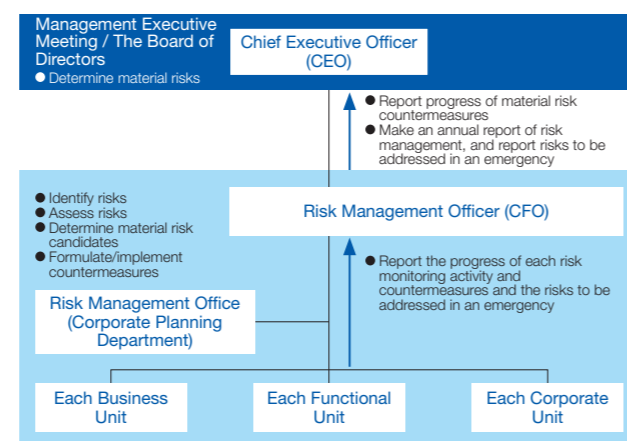 Management Executive
Meeting / The Board of
Directors
● Determine material risks
Chief Executive Officer
(CEO)
● Report progress of material risk
countermeasures
● Make an annual report of risk
management, and report risks to be
addressed in an emergency
● Identify risks
● Assess risks
● Determine material risk
candidates
● Formulate/implement
countermeasures
Risk Management Officer (CFO)
● Report the progress of each risk
monitoring activity and
countermeasures and the risks to be
addressed in an emergency
Risk Management Office
(Corporate Planning
Department)
Each Business
Unit
Each Functional
Unit
Each Corporate
Unit